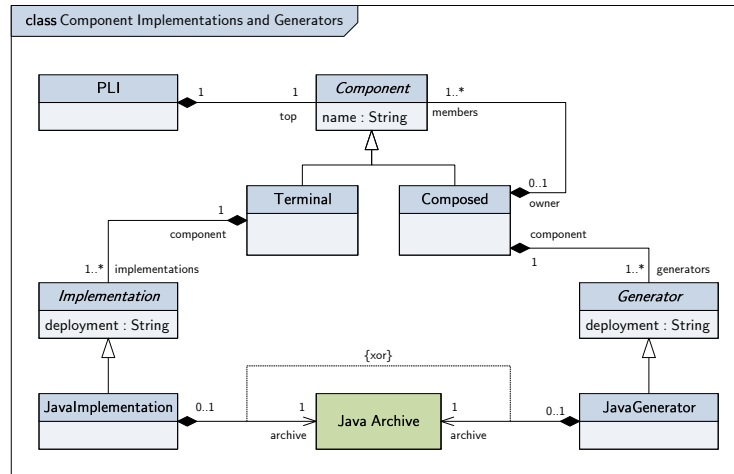 class Component Implementations and Generators
PLI
1
1
top
Component
name : String
1..*
members
Terminal
Composed
0..1
owner
1
component
component
1
1..*
implementations
1..*
generators
Implementation
deployment : String
Generator
deployment : String
{xor}
JavaImplementation
0..1
1
archive
Java Archive
1
archive
0..1
JavaGenerator